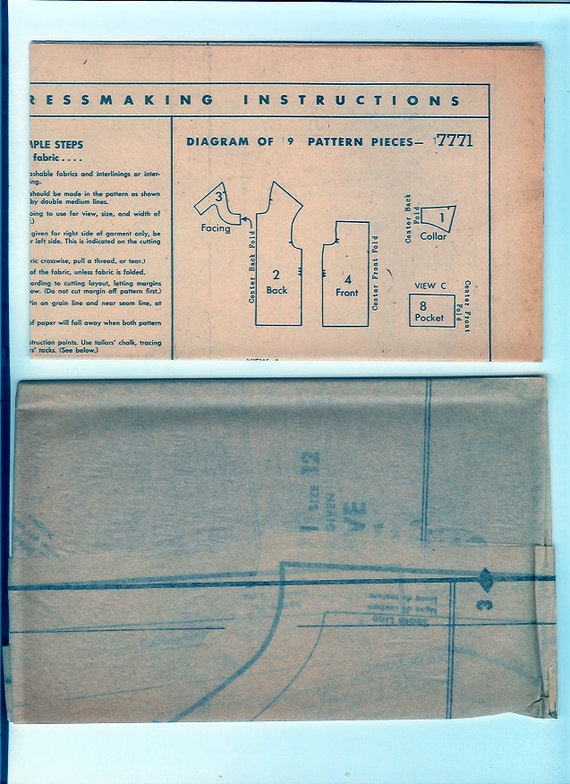 RESSMAKING INSTRUCTIONS
MPLE STEPS
fabric . . . .
ashable fabrics and interlinings or inter-
ing.
should be made in the pattern as shown
by double medium lines.
oing to use for view, size, and width of
.)
given for right side of garment only, be
r left side. This is indicated on the cutting
ric crosswise, pull a thread, or tear.)
of the fabric, unless fabric is folded.
ording to cutting layout, letting margins
ow. (Do not cut margin off pattern first.)
Pin on grain line and near seam line, at
of paper will fall away when both pattern
struction points. Use tailors' chalk, tracing
rs' tacks. (See below.)
DIAGRAM OF 9 PATTERN PIECES— 7771
3
Facing
Center Back Fold
2
Back
4
Front
Center Front Fold
Center Back
Fold
1
Collar
VIEW C
8
Pocket
Center Front
Fold
SIZE 12
3
Seam Line